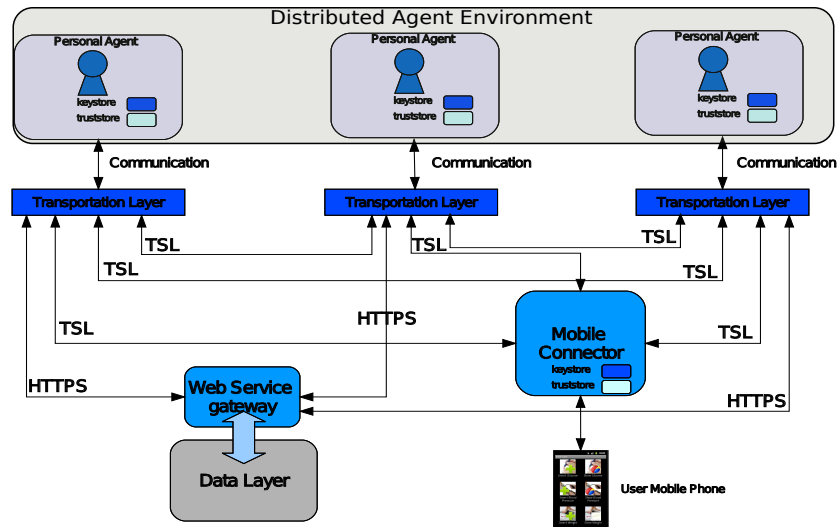 Distributed Agent Environment
Personal Agent
keystore
truststore
Personal Agent
keystore
truststore
Personal Agent
keystore
truststore
Communication
Communication
Communication
Transportation Layer
Transportation Layer
Transportation Layer
TSL
TSL
TSL
TSL
TSL
TSL
HTTPS
TSL
Mobile
Connector
keystore
truststore
HTTPS
Web Service
gateway
HTTPS
Data Layer
User Mobile Phone